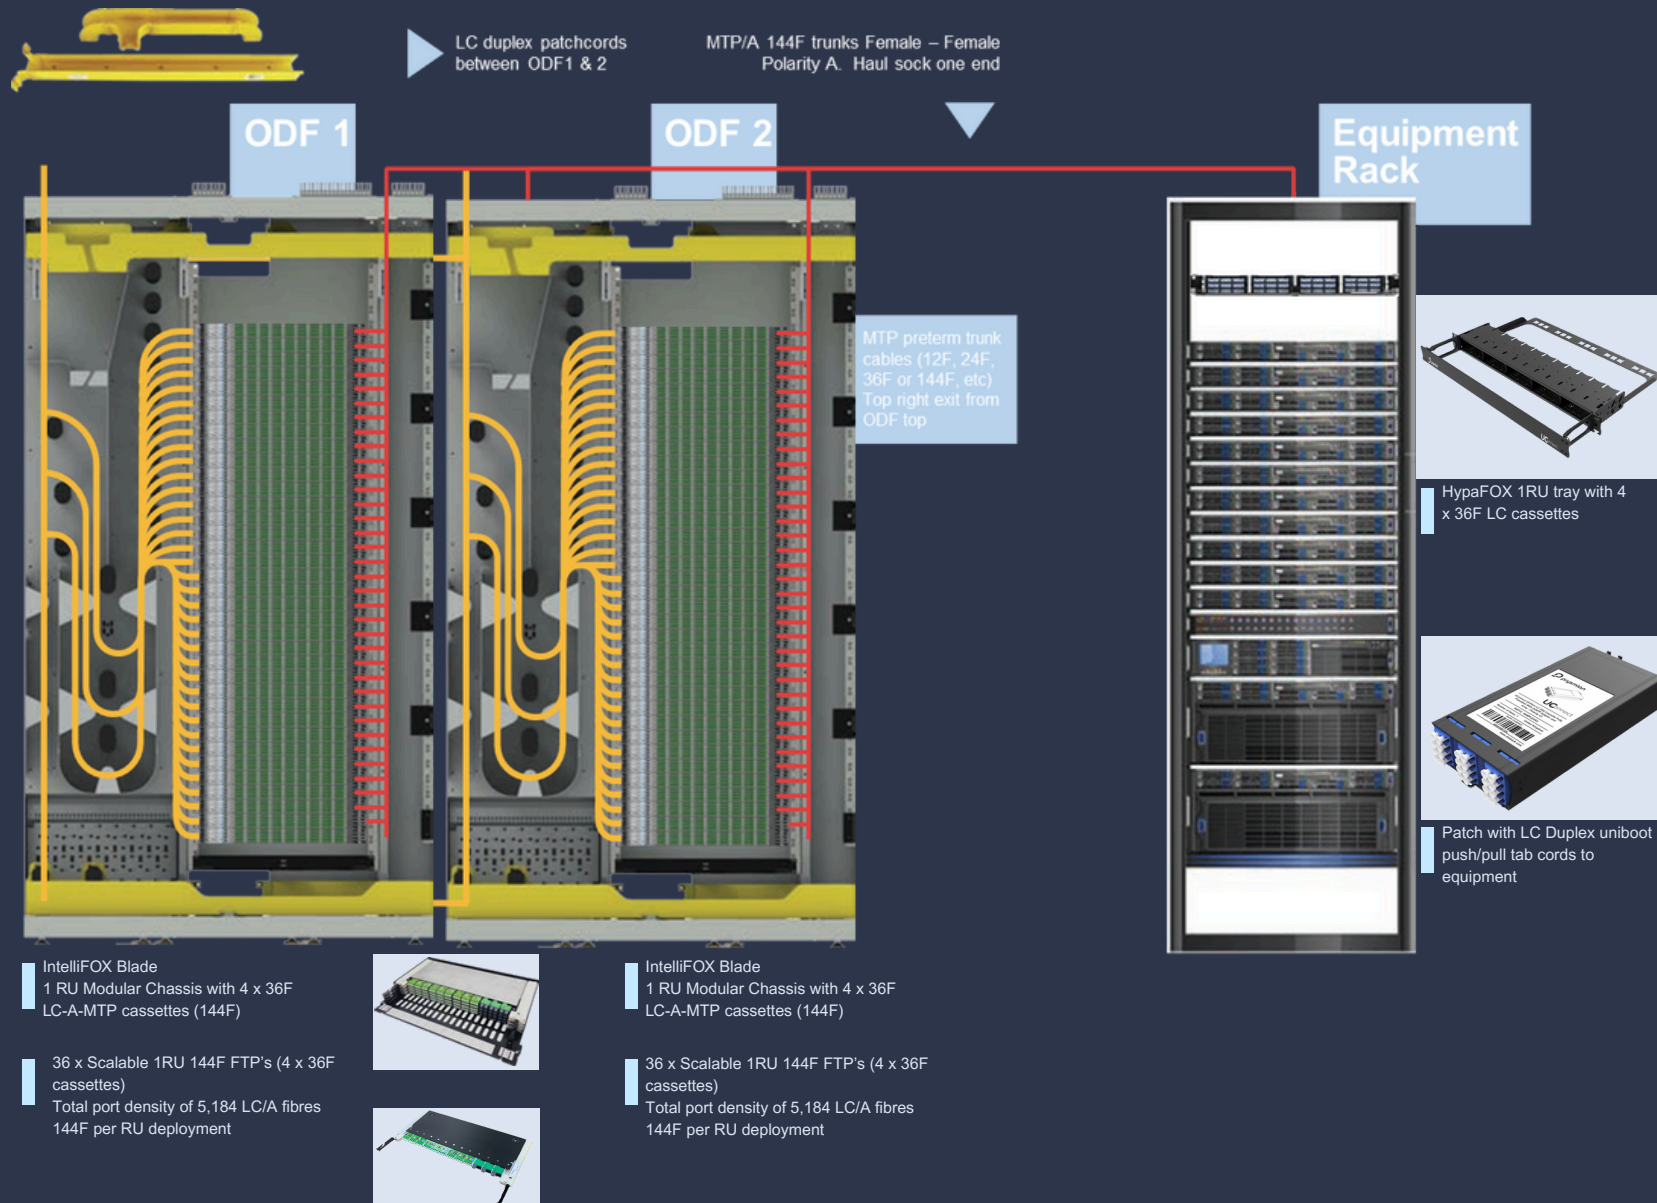 LC duplex patchcords
between ODF1 & 2
MTP/A 144F trunks Female – Female
Polarity A.  Haul sock one end
ODF 1
ODF 2
Equipment
Rack
MTP preterm trunk
cables (12F, 24F,
36F or 144F, etc)
Top right exit from
ODF top
HypaFOX 1RU tray with 4
x 36F LC cassettes
Prysmian
UConnect
Patch with LC Duplex uniboot
push/pull tab cords to
equipment
IntelliFOX Blade
1 RU Modular Chassis with 4 x 36F
LC-A-MTP cassettes (144F)
36 x Scalable 1RU 144F FTP's (4 x 36F
cassettes)
Total port density of 5,184 LC/A fibres
144F per RU deployment
IntelliFOX Blade
1 RU Modular Chassis with 4 x 36F
LC-A-MTP cassettes (144F)
36 x Scalable 1RU 144F FTP's (4 x 36F
cassettes)
Total port density of 5,184 LC/A fibres
144F per RU deployment